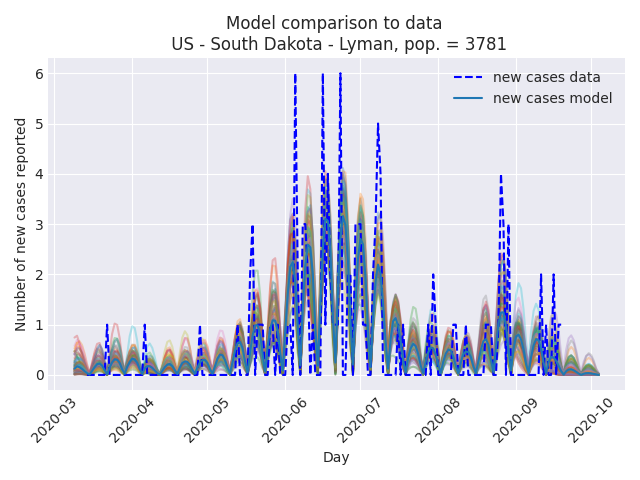 Model comparison to data
US - South Dakota - Lyman, pop. = 3781
new cases data
new cases model
Number of new cases reported
6
5
4
3
2
1
0
2020-03
2020-04
2020-05
2020-06
2020-07
2020-08
2020-09
2020-10
Day